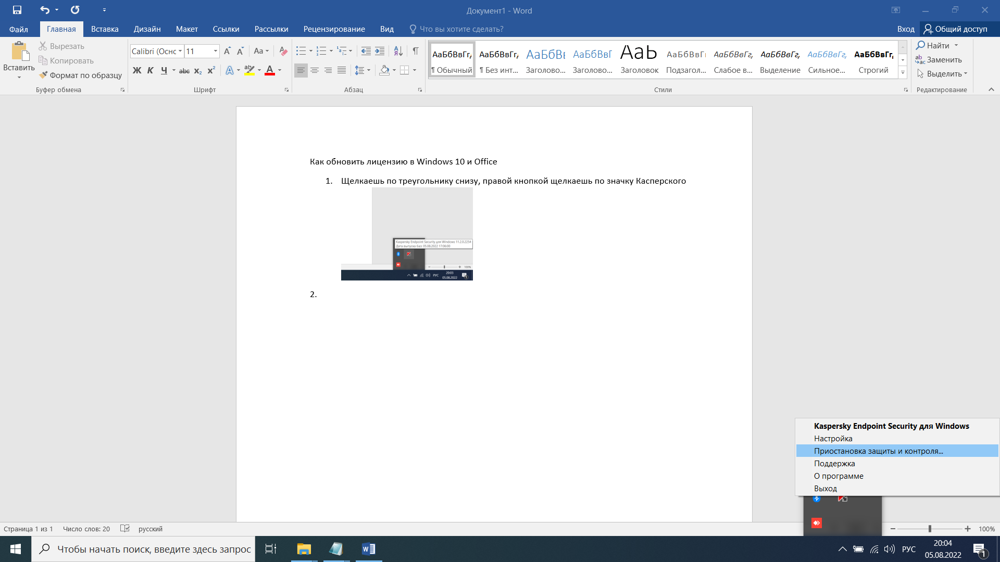 Документ1 - Word
Файл
Главная
Вставка
Дизайн
Макет
Ссылки
Рассылки
Рецензирование
Вид
Что вы хотите сделать?
Вход
Общий доступ
Вставить
Вырезать
Копировать
Формат по образцу
Буфер обмена
Calibri (Оснс
11
Aa
Ж К Ч abc x₂ x²
Шрифт
Абзац
АаБбВвГг,
АаБбВвГг,
АаБбВв
АаБбВвГ
АаЬ
АаБбВвГг
АаБбВвГг,
АаБбВвГг,
АаБбВвГг,
АаБбВвГг,
¶ Обычный
¶ Без инт...
Заголово...
Заголово...
Заголовок
Подзагол...
Слабое в...
Выделение
Сильное...
Строгий
Стили
Найти
Заменить
Выделить
Редактирование
Как обновить лицензию в Windows 10 и Office
1. Щелкаешь по треугольнику снизу, правой кнопкой щелкаешь по значку Касперского
Kaspersky Endpoint Security для Windows 11.2.0.2254
Дата выпуска баз: 05.08.2022 17:06:00
100%
РУС
20:03
05.08.2022
2.
Kaspersky Endpoint Security для Windows
Настройка
Приостановка защиты и контроля...
Поддержка
О программе
Выход
Страница 1 из 1
Число слов: 20
русский
100%
Чтобы начать поиск, введите здесь запрос
РУС
20:04
05.08.2022
1